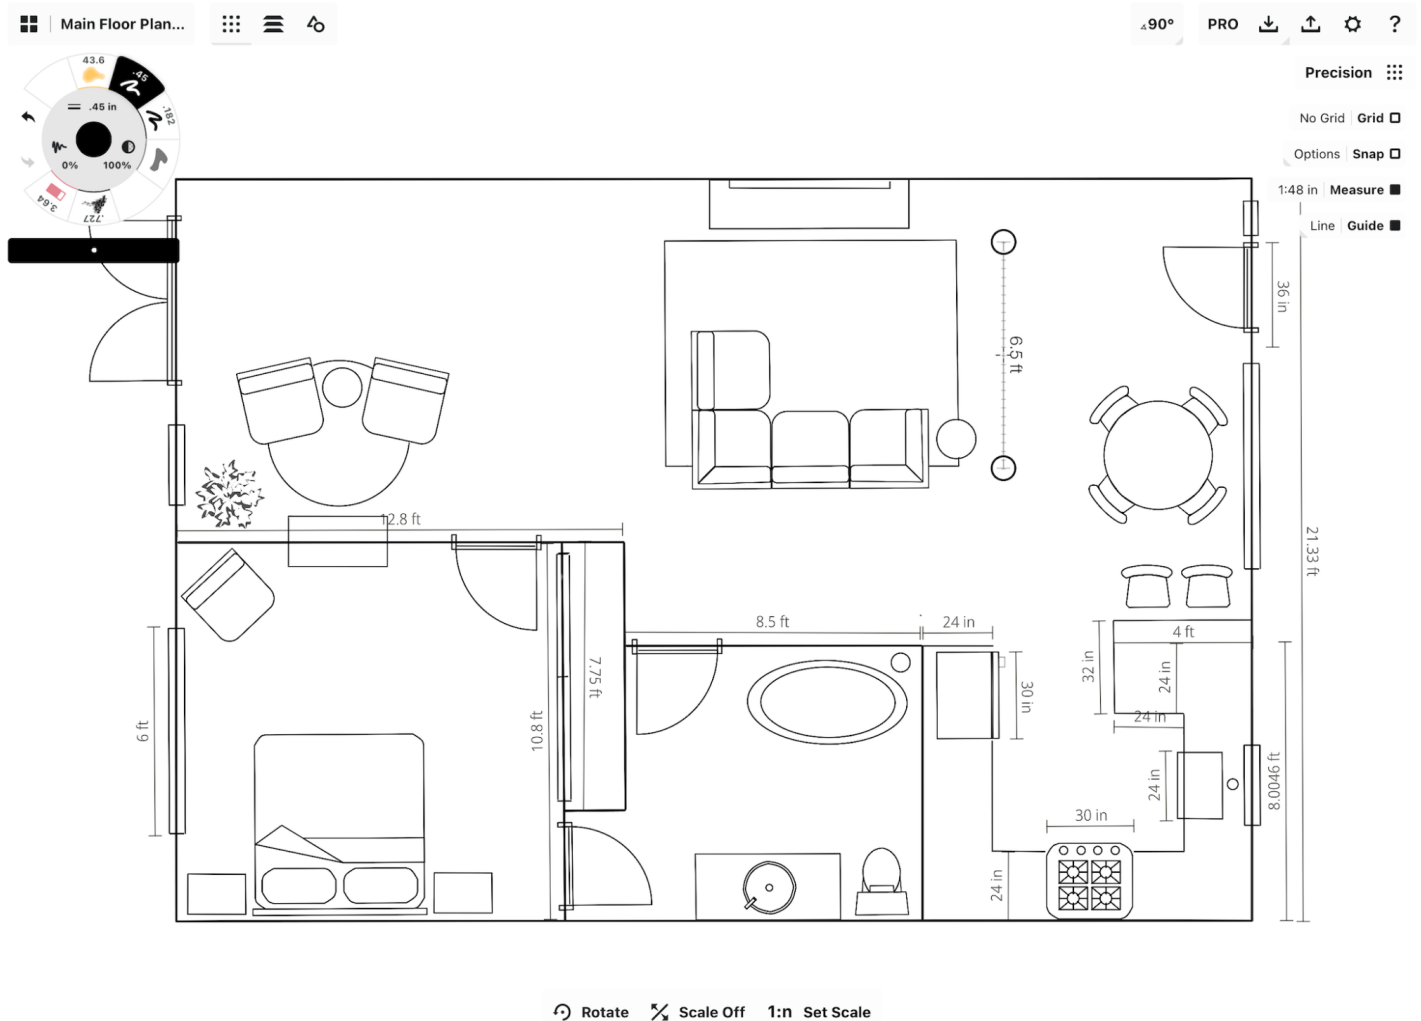 Main Floor Plan...
90°
PRO
?
43.6
.45
.182
.45 in
0%
100%
3.64
.727
Precision
No Grid Grid
Options Snap
1:48 in Measure
Line Guide
36 in
6.5 ft
12.8 ft
21.33 ft
8.5 ft
24 in
4 ft
32 in
24 in
7.75 ft
30 in
24 in
6 ft
10.8 ft
24 in
8.0046 ft
30 in
24 in
Rotate
Scale Off
1:n Set Scale